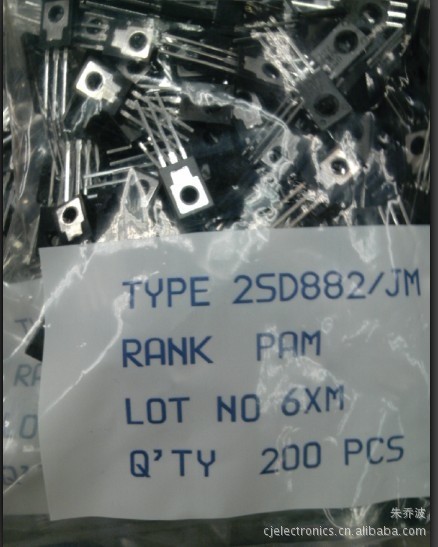 TYPE 2SD882/JM
RANK PAM
LOT NO 6XM
Q'TY 200 PCS
朱乔波
cjelectronics.cn.alibaba.com